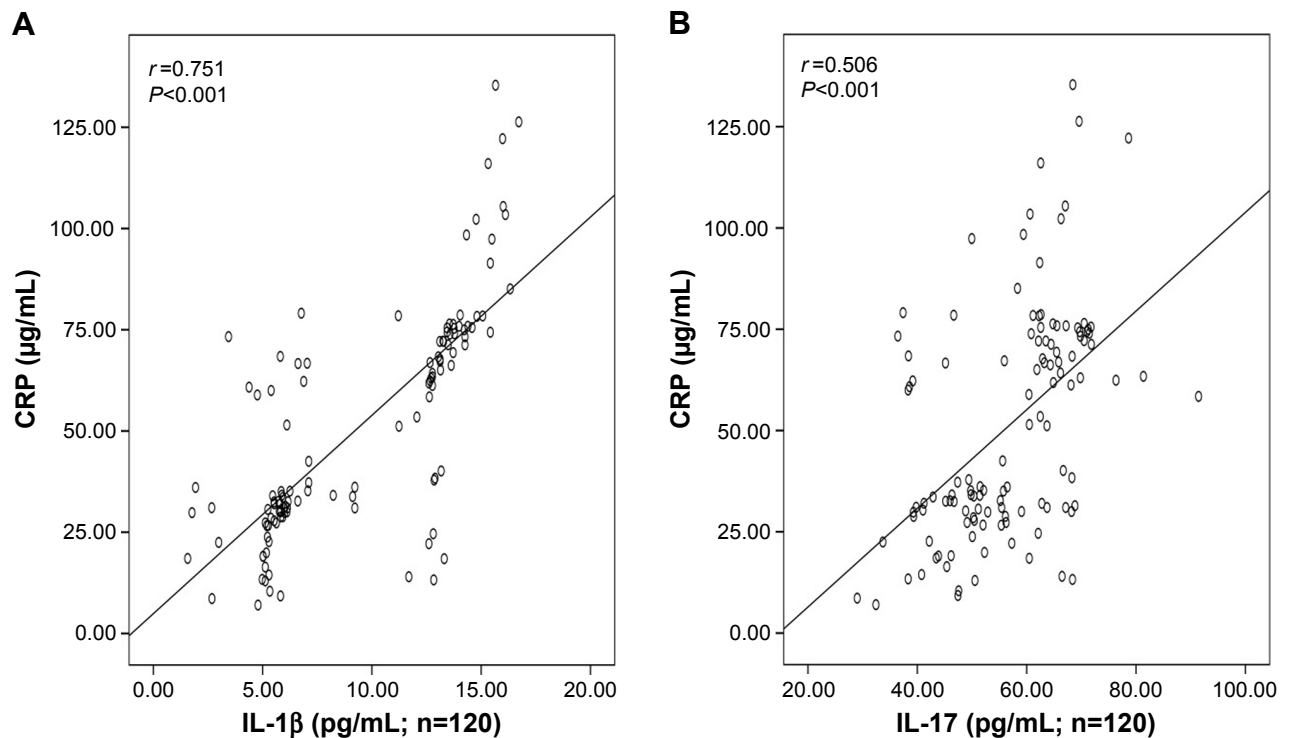 A
r=0.751
P<0.001
125.00
100.00
75.00
50.00
25.00
0.00
CRP (µg/mL)
0.00 5.00 10.00 15.00 20.00
IL-1β (pg/mL; n=120)
B
r=0.506
P<0.001
125.00
100.00
75.00
50.00
25.00
0.00
CRP (µg/mL)
20.00 40.00 60.00 80.00 100.00
IL-17 (pg/mL; n=120)